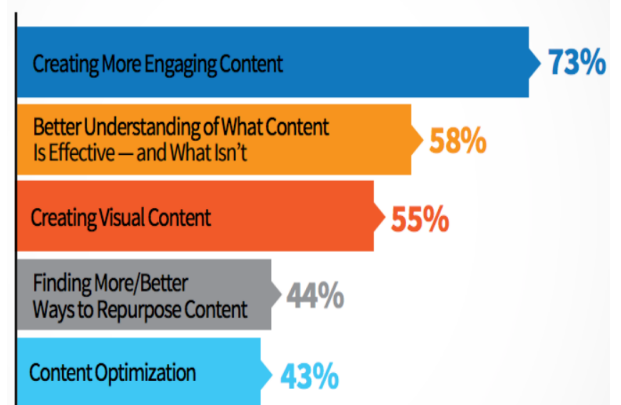 Creating More Engaging Content
73%
Better Understanding of What Content
Is Effective — and What Isn't
58%
Creating Visual Content
55%
Finding More/Better
Ways to Repurpose Content
44%
Content Optimization
43%